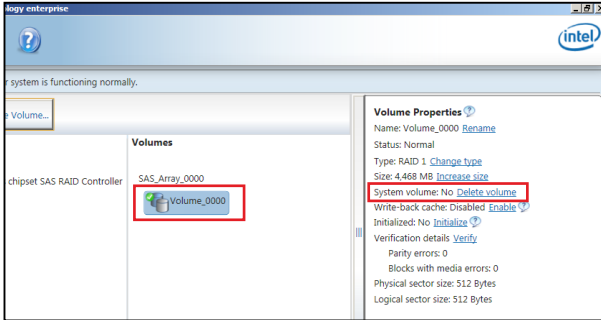 ology enterprise
intel
r system is functioning normally.
e Volume...
Volumes
chipset SAS RAID Controller
SAS_Array_0000
Volume_0000
Volume Properties
Name: Volume_0000 Rename
Status: Normal
Type: RAID 1 Change type
Size: 4,468 MB Increase size
System volume: No Delete volume
Write-back cache: Disabled Enable
Initialized: No Initialize
Verification details Verify
Parity errors: 0
Blocks with media errors: 0
Physical sector size: 512 Bytes
Logical sector size: 512 Bytes